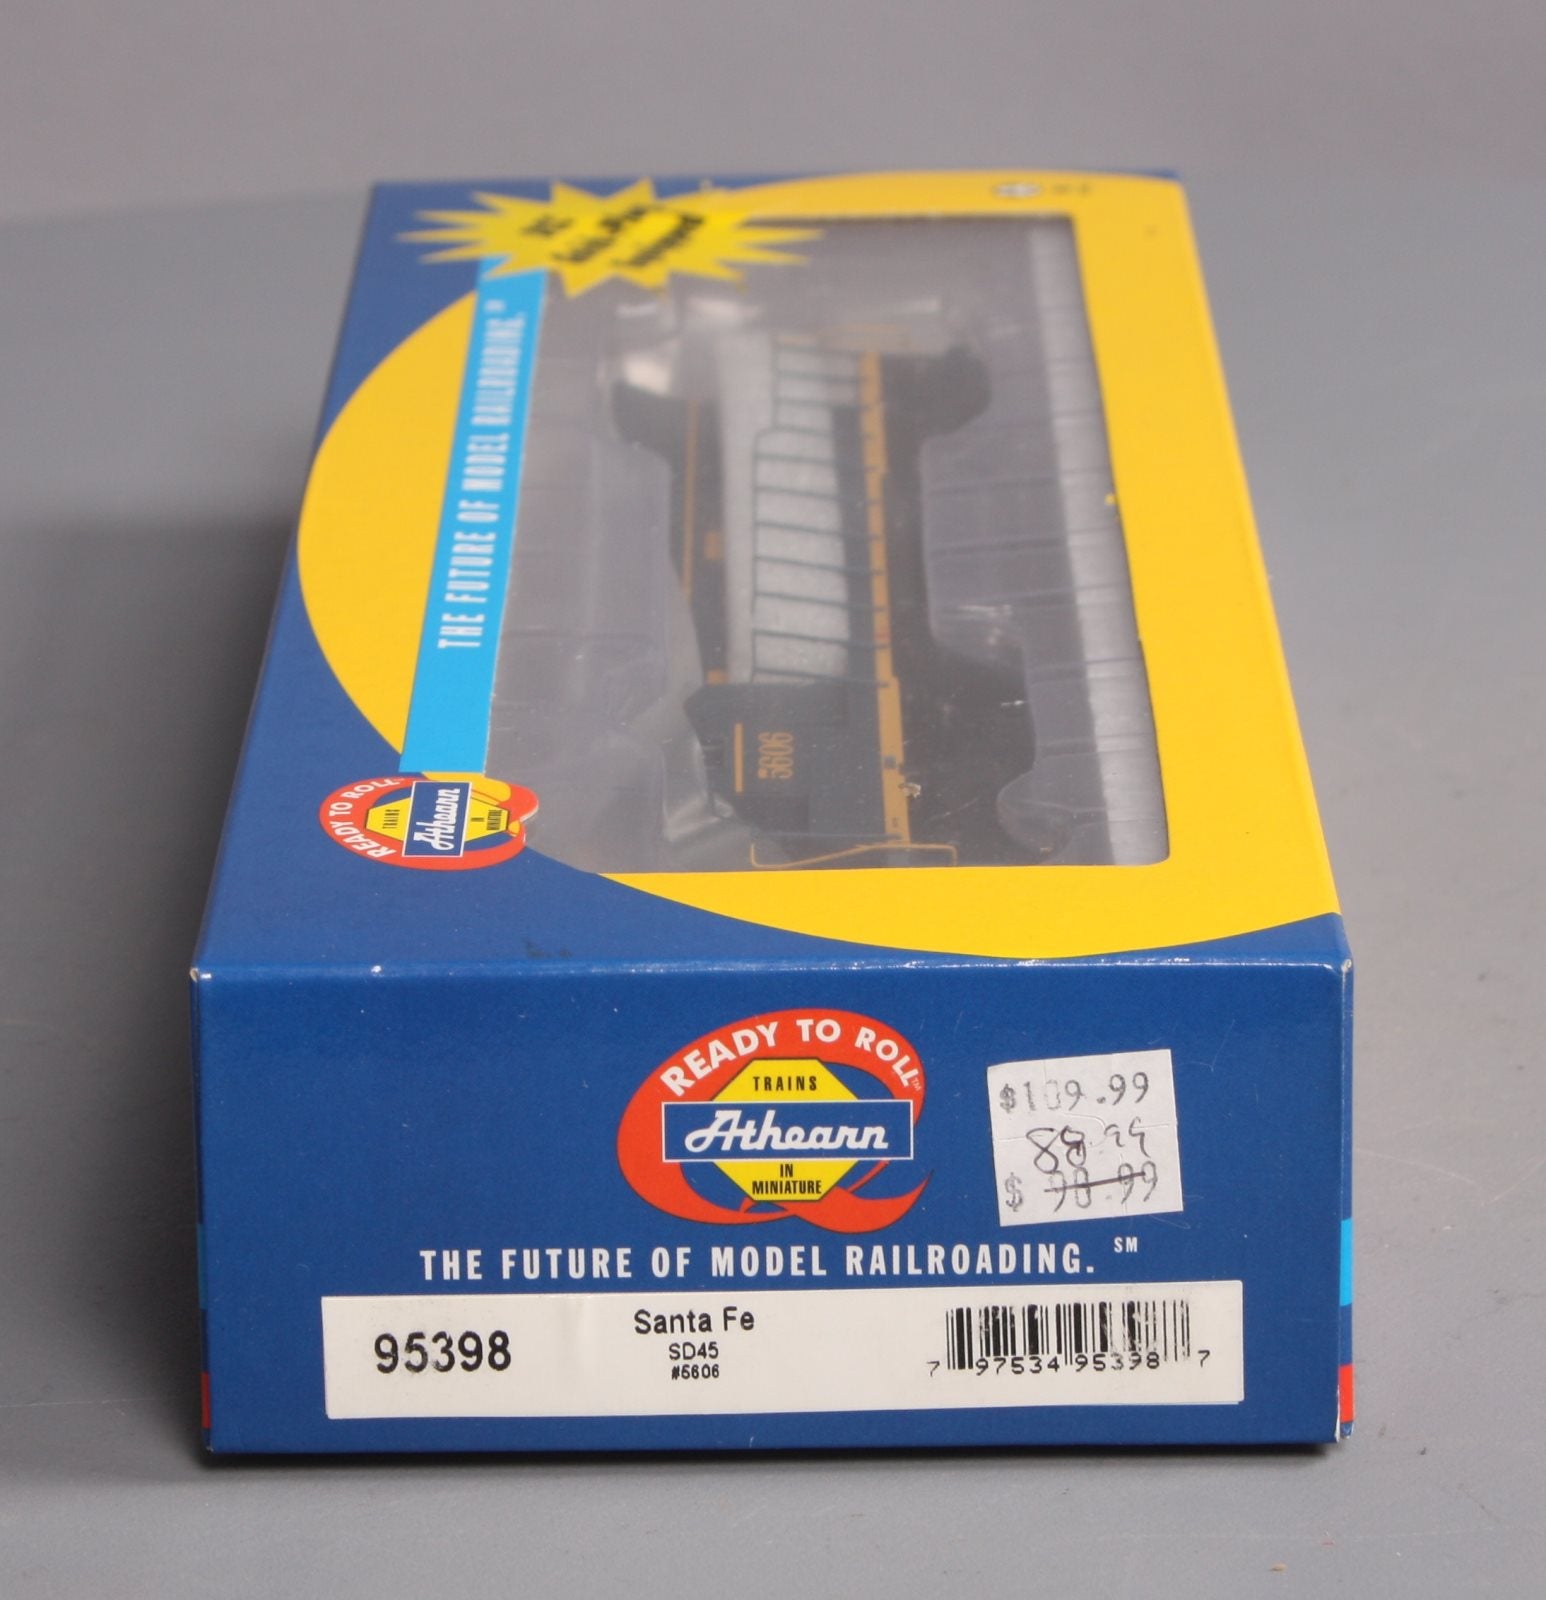 THE FUTURE OF MODEL RAILROADING.
READY TO ROLL
TRAINS
Athearn
IN
MINIATURE
5606
READY TO ROLL™
TRAINS
Athearn
IN
MINIATURE
$109.99
88.99
$ 90.99
THE FUTURE OF MODEL RAILROADING. SM
95398
Santa Fe
SD45
#5606
7 97534 95398 7